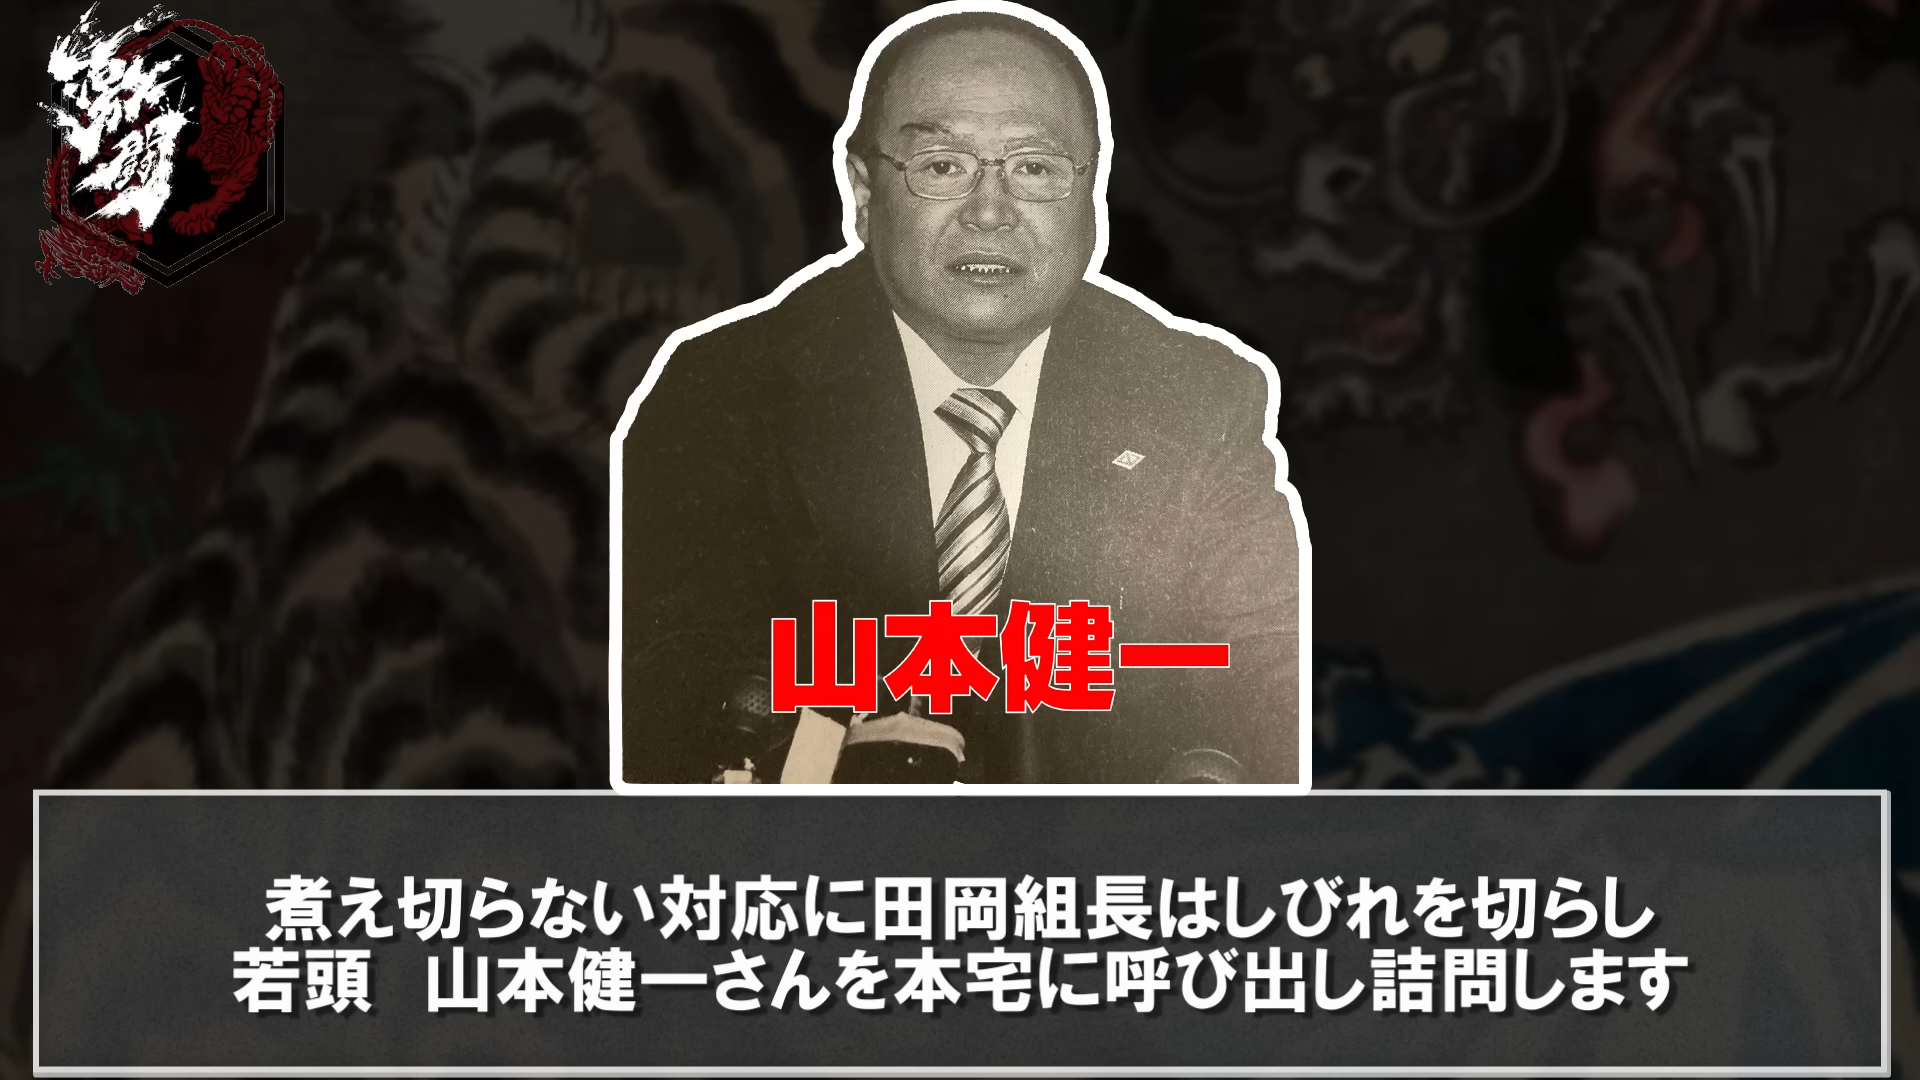 激闘
山本健一
煮え切らない対応に田岡組長はしびれを切らし
若頭　山本健一さんを本宅に呼び出し詰問します